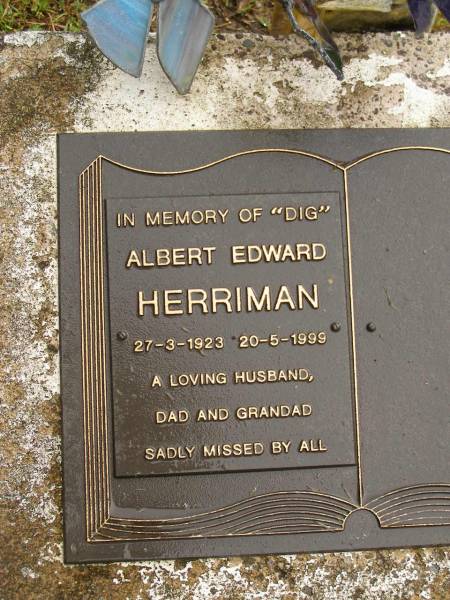 IN MEMORY OF "DIG"
ALBERT EDWARD
HERRIMAN
27-3-1923 20-5-1999
A LOVING HUSBAND,
DAD AND GRANDAD
SADLY MISSED BY ALL